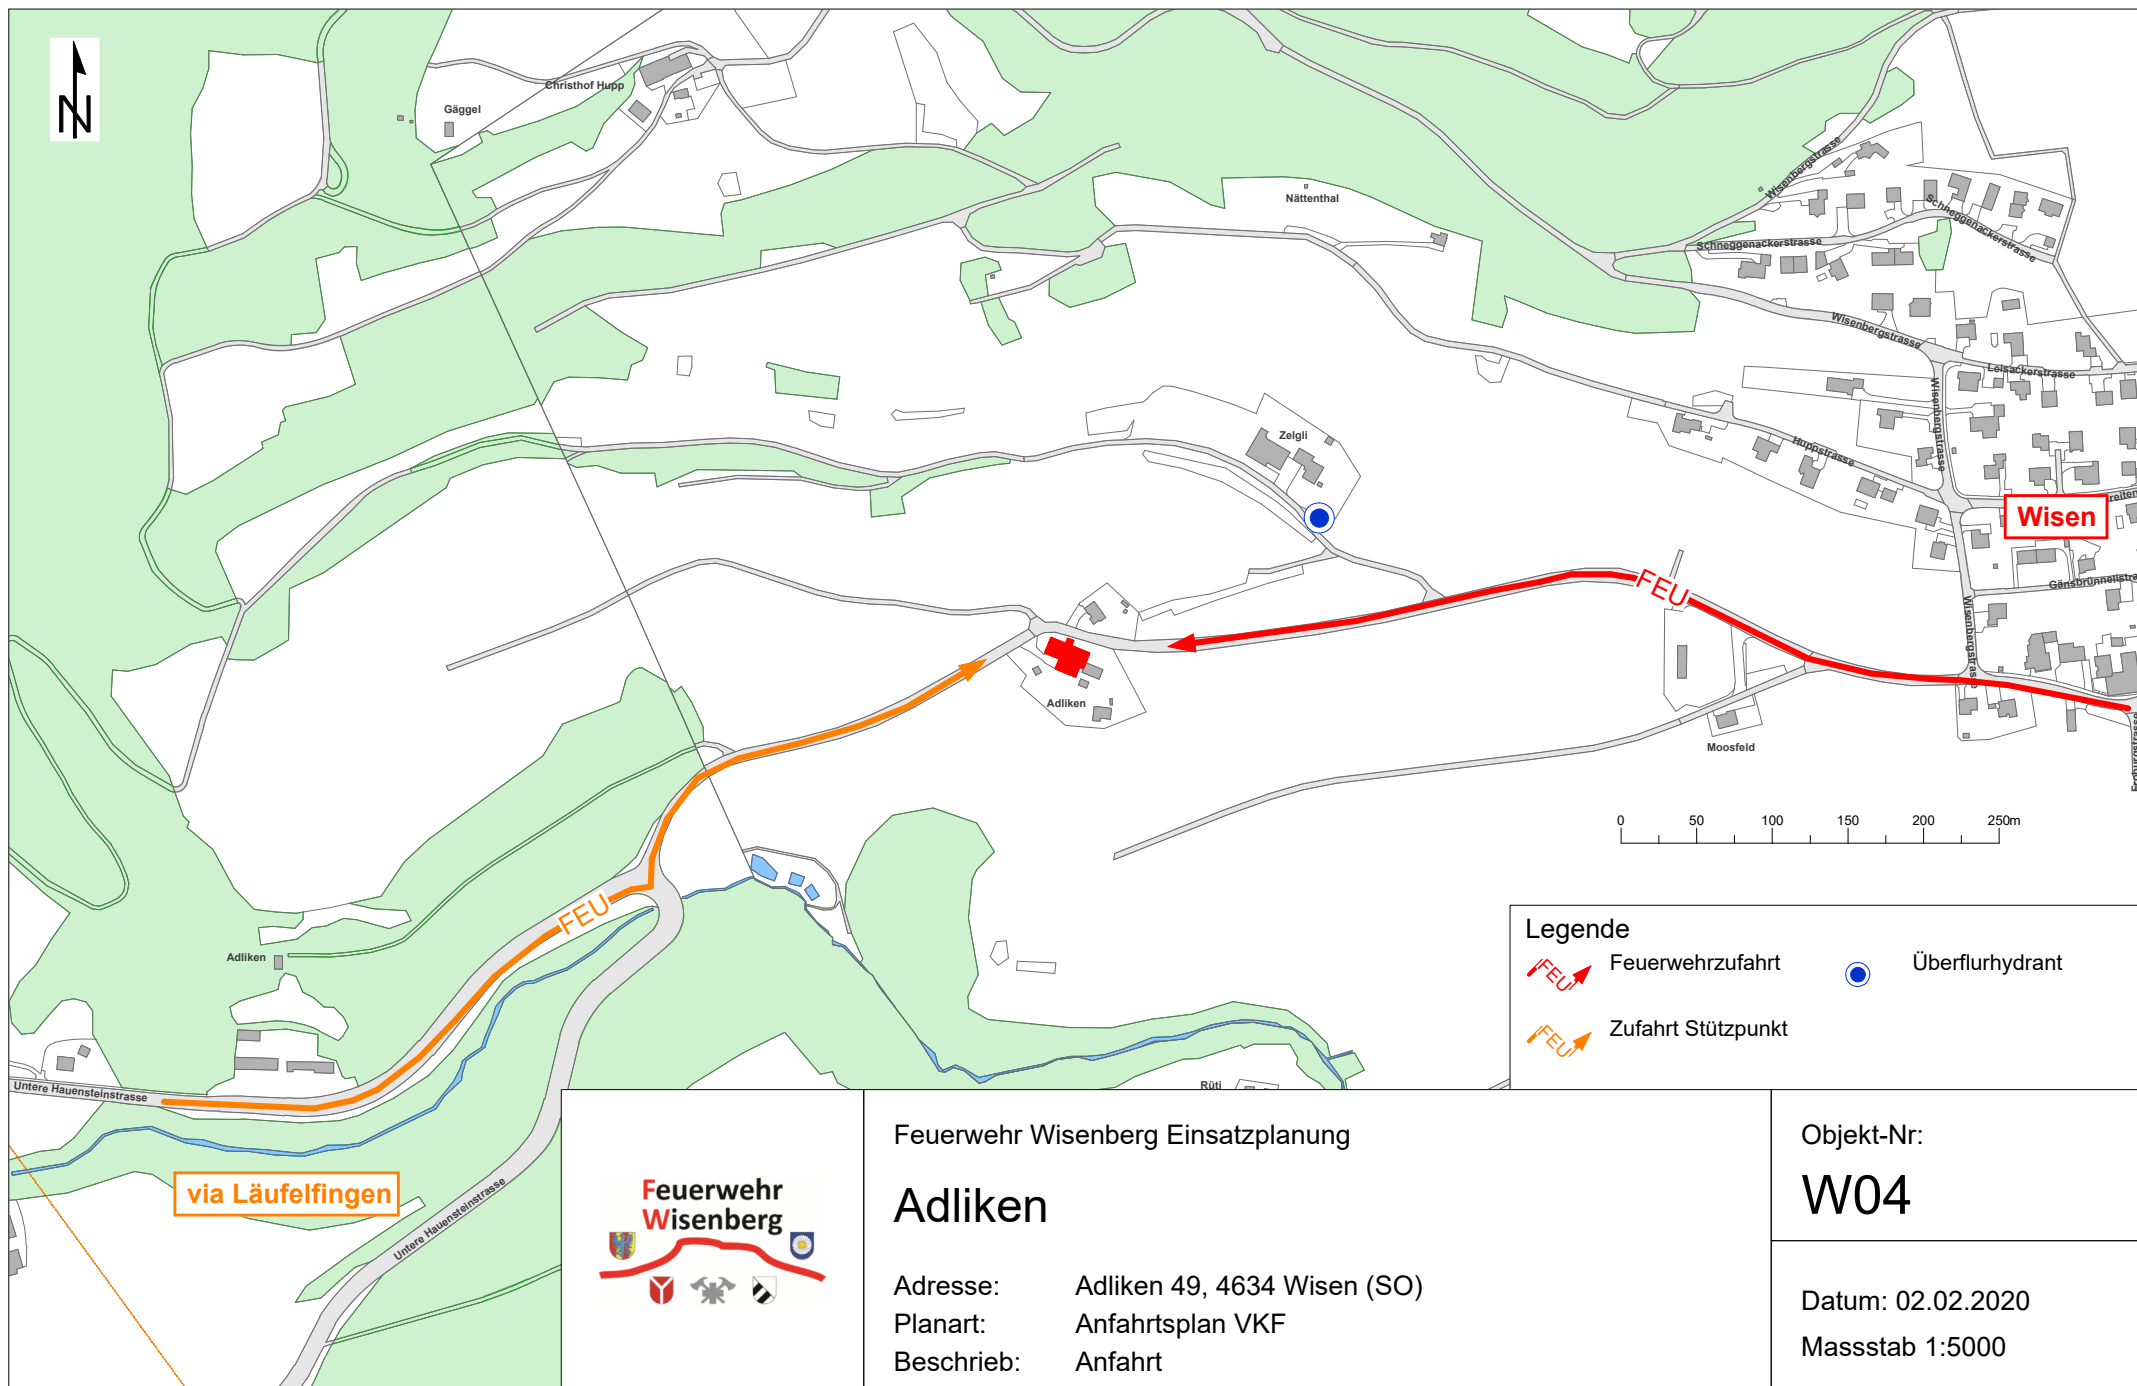 N
Christhof Hupp
Gäggel
Nättenthal
Wisenbergstrasse
Schneggenackerstrasse
Schneggenackerstrasse
Wisenbergstrasse
Leisackerstrasse
Wisenbergstrasse
Huppstrasse
Zelgli
Wisen
FEU
Gänsbrünnelistra
Wisenbergstrasse
Adliken
Moosfeld
0 50 100 150 200 250m
FEU
Adliken
Untere Hauensteinstrasse
via Läufelfingen
Untere Hauensteinstrasse
Rüti
Legende
FEU Feuerwehrzufahrt
Überflurhydrant
FEU Zufahrt Stützpunkt
Feuerwehr
Wisenberg
Feuerwehr Wisenberg Einsatzplanung
Adliken
Adresse: Adliken 49, 4634 Wisen (SO)
Planart: Anfahrtsplan VKF
Beschrieb: Anfahrt
Objekt-Nr:
W04
Datum: 02.02.2020
Massstab 1:5000